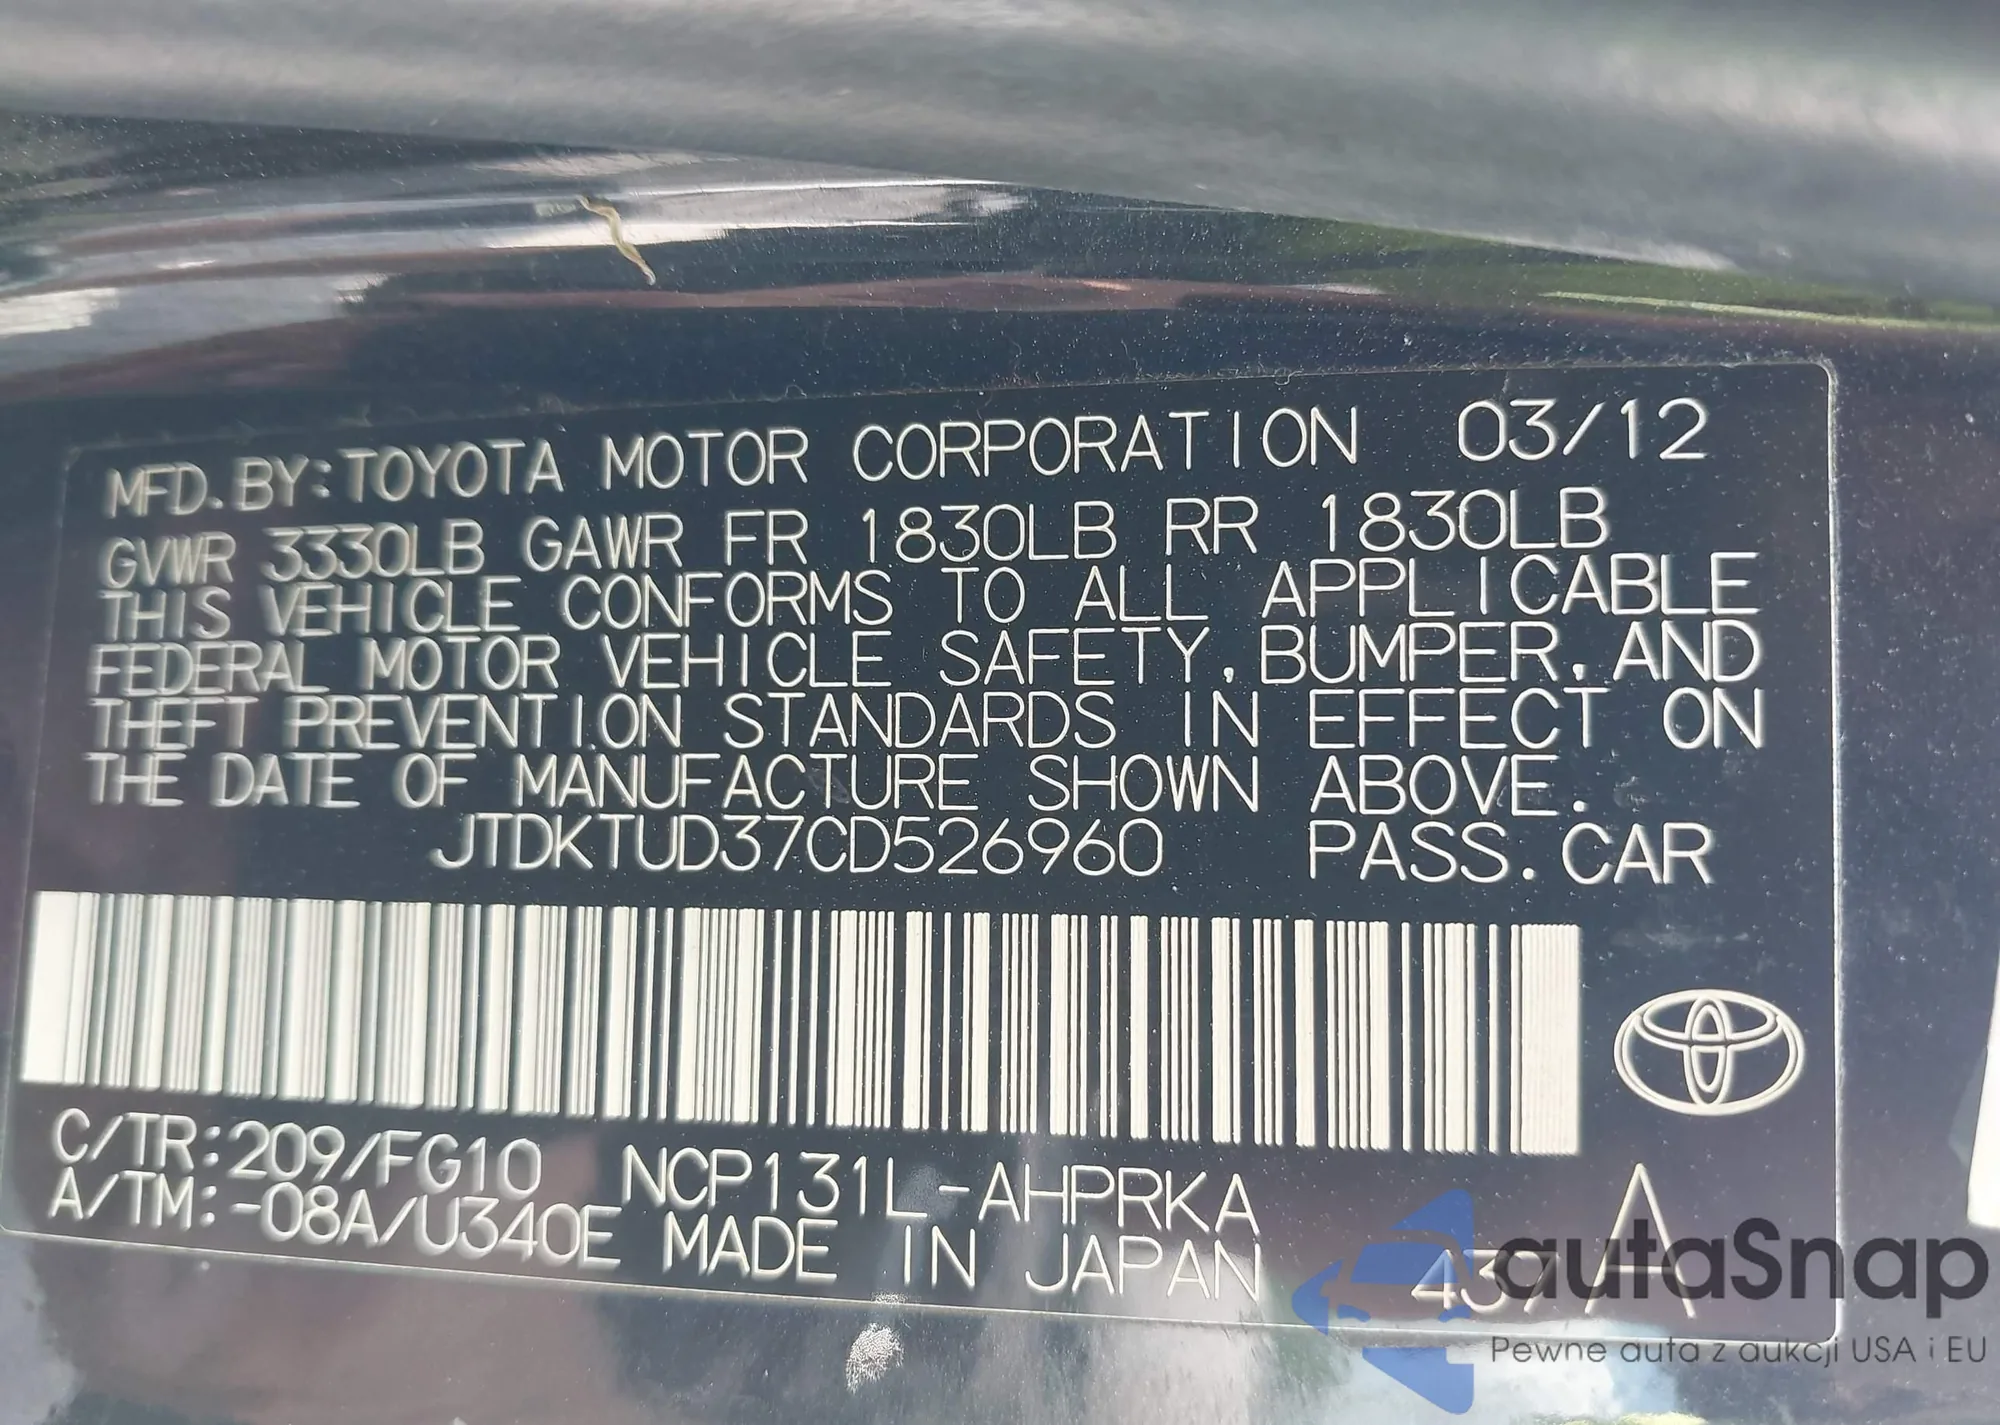 MFD. BY: TOYOTA MOTOR CORPORATION 03/12
GVWR 3330LB GAWR FR 1830LB RR 1830LB
THIS VEHICLE CONFORMS TO ALL APPLICABLE
FEDERAL MOTOR VEHICLE SAFETY, BUMPER, AND
THEFT PREVENTION STANDARDS IN EFFECT ON
THE DATE OF MANUFACTURE SHOWN ABOVE.
JTDKTUD37CD526960 PASS. CAR
C/TR: 209/FG10 NCP131L-AHPRKA
A/TM: -08A/U340E MADE IN JAPAN 437 A
autaSnap
Pewne auta z aukcji USA i EU